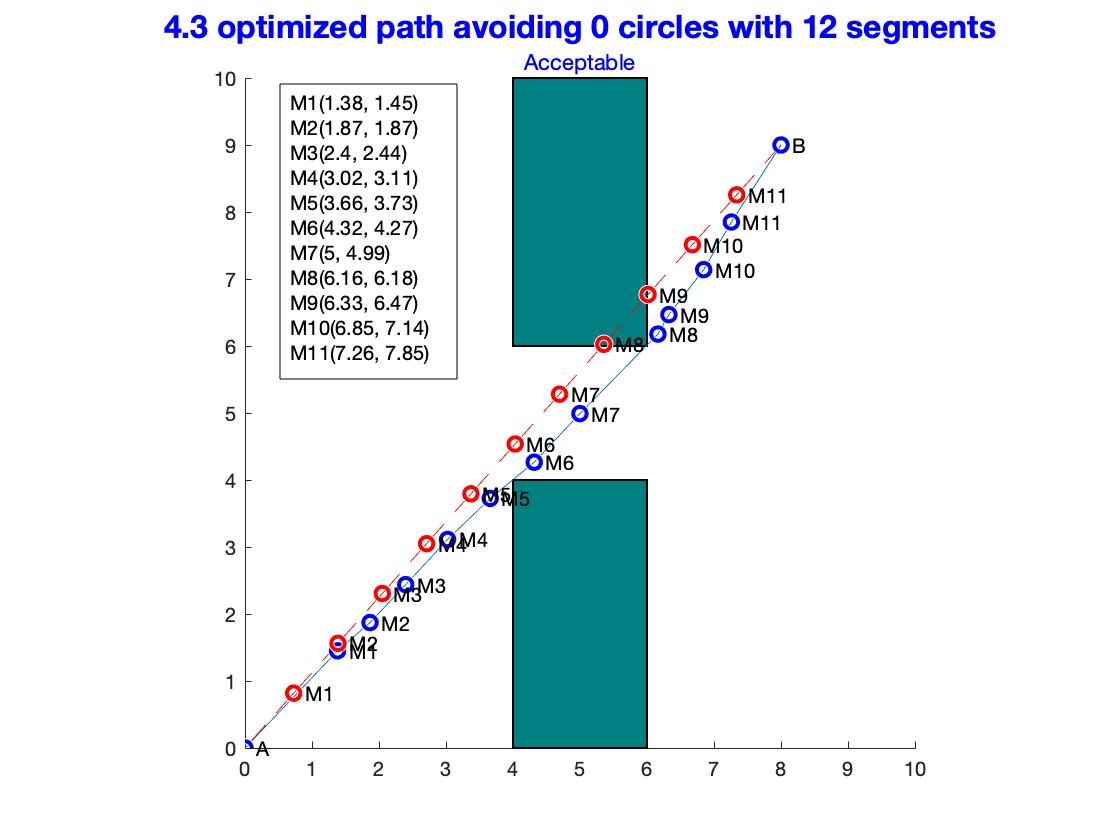 4.3 optimized path avoiding 0 circles with 12 segments
Acceptable
M1(1.38, 1.45)
M2(1.87, 1.87)
M3(2.4, 2.44)
M4(3.02, 3.11)
M5(3.66, 3.73)
M6(4.32, 4.27)
M7(5, 4.99)
M8(6.16, 6.18)
M9(6.33, 6.47)
M10(6.85, 7.14)
M11(7.26, 7.85)
10
9
8
7
6
5
4
3
2
1
0
B
M11
M11
M10
M10
M9
M9
M8
M8
M7
M7
M6
M6
M5
M5
M4
M4
M3
M3
M2
M2
M1
M1
A
0 1 2 3 4 5 6 7 8 9 10